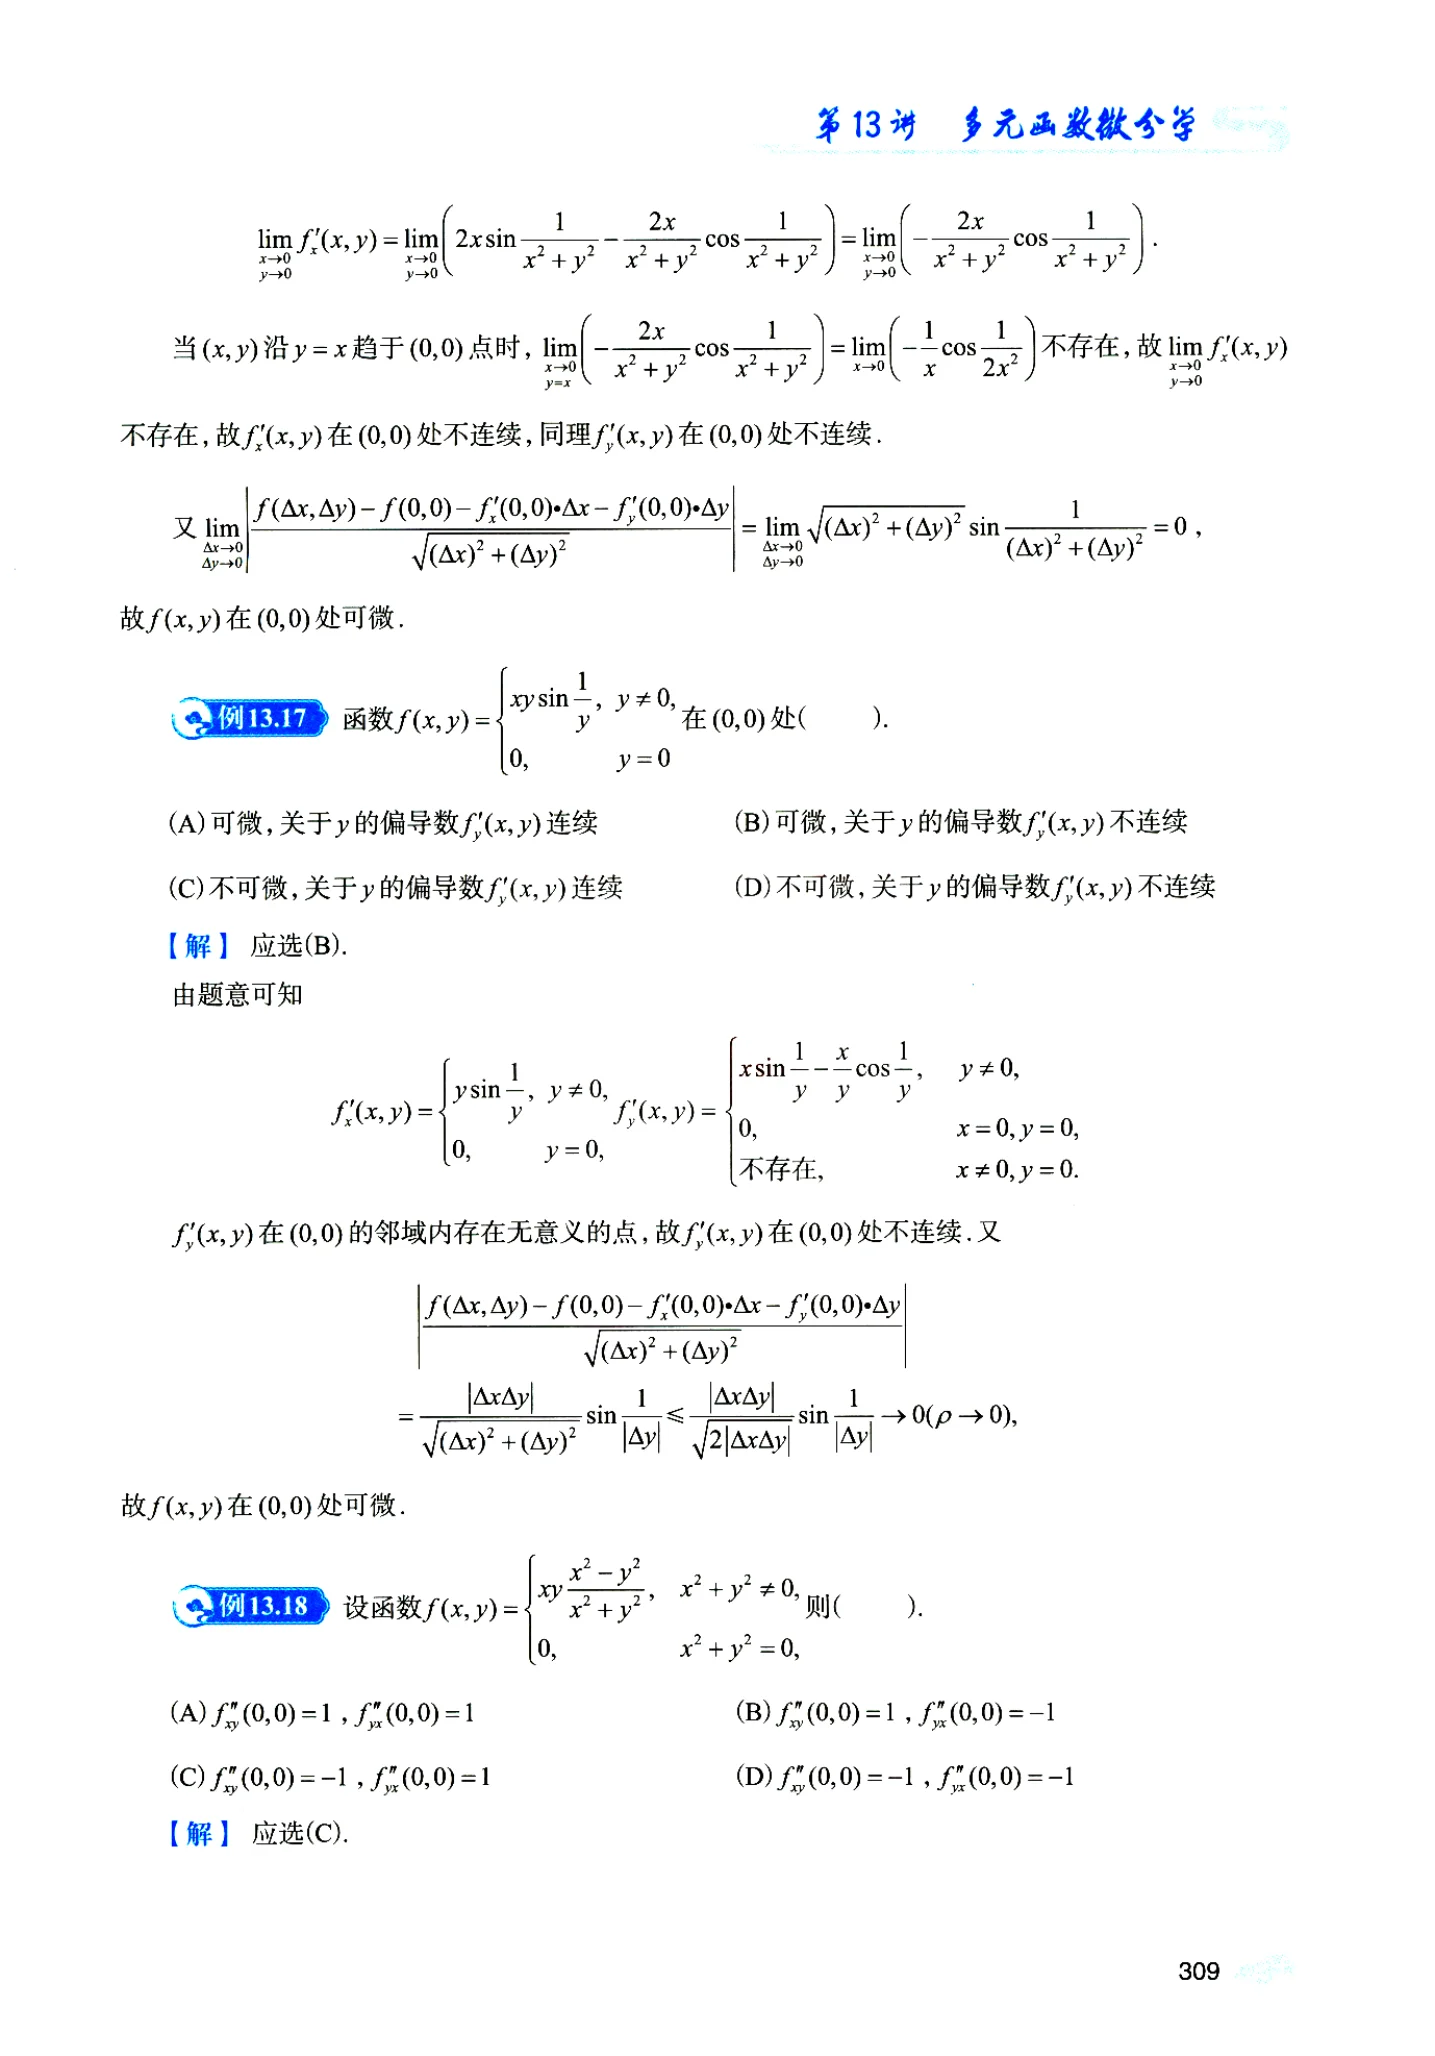 第13讲 多元函数微分学
$\lim_{\substack{x\to0\\y\to0}} f_x'(x,y)=\lim_{\substack{x\to0\\y\to0}}\left(2x\sin\frac{1}{x^2+y^2}-\frac{2x}{x^2+y^2}\cos\frac{1}{x^2+y^2}\right)=\lim_{\substack{x\to0\\y\to0}}\left(-\frac{2x}{x^2+y^2}\cos\frac{1}{x^2+y^2}\right).$
当$(x,y)$沿$y=x$趋于$(0,0)$点时,$\lim_{\substack{x\to0\\y=x}}\left(-\frac{2x}{x^2+y^2}\cos\frac{1}{x^2+y^2}\right)=\lim_{x\to0}\left(-\frac{1}{x}\cos\frac{1}{2x^2}\right)$不存在,故$\lim_{\substack{x\to0\\y\to0}} f_x'(x,y)$
不存在,故$f_x'(x,y)$在$(0,0)$处不连续,同理$f_y'(x,y)$在$(0,0)$处不连续.
又$\lim_{\substack{\Delta x\to0\\\Delta y\to0}}\left|\frac{f(\Delta x,\Delta y)-f(0,0)-f_x'(0,0)\cdot\Delta x-f_y'(0,0)\cdot\Delta y}{\sqrt{(\Delta x)^2+(\Delta y)^2}}\right|=\lim_{\substack{\Delta x\to0\\\Delta y\to0}}\sqrt{(\Delta x)^2+(\Delta y)^2}\sin\frac{1}{(\Delta x)^2+(\Delta y)^2}=0,$
故$f(x,y)$在$(0,0)$处可微.
例13.17 函数$f(x,y)=\begin{cases}xy\sin\frac{1}{y}, & y\neq0,\\0, & y=0\end{cases}$在$(0,0)$处( ).
(A)可微,关于$y$的偏导数$f_y'(x,y)$连续 (B)可微,关于$y$的偏导数$f_y'(x,y)$不连续
(C)不可微,关于$y$的偏导数$f_y'(x,y)$连续 (D)不可微,关于$y$的偏导数$f_y'(x,y)$不连续
【解】 应选(B).
由题意可知
$f_x'(x,y)=\begin{cases}y\sin\frac{1}{y}, & y\neq0,\\0, & y=0,\end{cases}f_y'(x,y)=\begin{cases}x\sin\frac{1}{y}-\frac{x}{y}\cos\frac{1}{y}, & y\neq0,\\0, & x=0,y=0,\\不存在, & x\neq0,y=0.\end{cases}$
$f_y'(x,y)$在$(0,0)$的邻域内存在无意义的点,故$f_y'(x,y)$在$(0,0)$处不连续.又
$\left|\frac{f(\Delta x,\Delta y)-f(0,0)-f_x'(0,0)\cdot\Delta x-f_y'(0,0)\cdot\Delta y}{\sqrt{(\Delta x)^2+(\Delta y)^2}}\right|$
$=\frac{|\Delta x\Delta y|}{\sqrt{(\Delta x)^2+(\Delta y)^2}}\sin\frac{1}{|\Delta y|}\leqslant\frac{|\Delta x\Delta y|}{\sqrt{2|\Delta x\Delta y|}}\sin\frac{1}{|\Delta y|}\to0(\rho\to0),$
故$f(x,y)$在$(0,0)$处可微.
例13.18 设函数$f(x,y)=\begin{cases}xy\frac{x^2-y^2}{x^2+y^2}, & x^2+y^2\neq0,\\0, & x^2+y^2=0,\end{cases}$则( ).
(A)$f_{xy}''(0,0)=1,f_{yx}''(0,0)=1$ (B)$f_{xy}''(0,0)=1,f_{yx}''(0,0)=-1$
(C)$f_{xy}''(0,0)=-1,f_{yx}''(0,0)=1$ (D)$f_{xy}''(0,0)=-1,f_{yx}''(0,0)=-1$
【解】 应选(C).
309